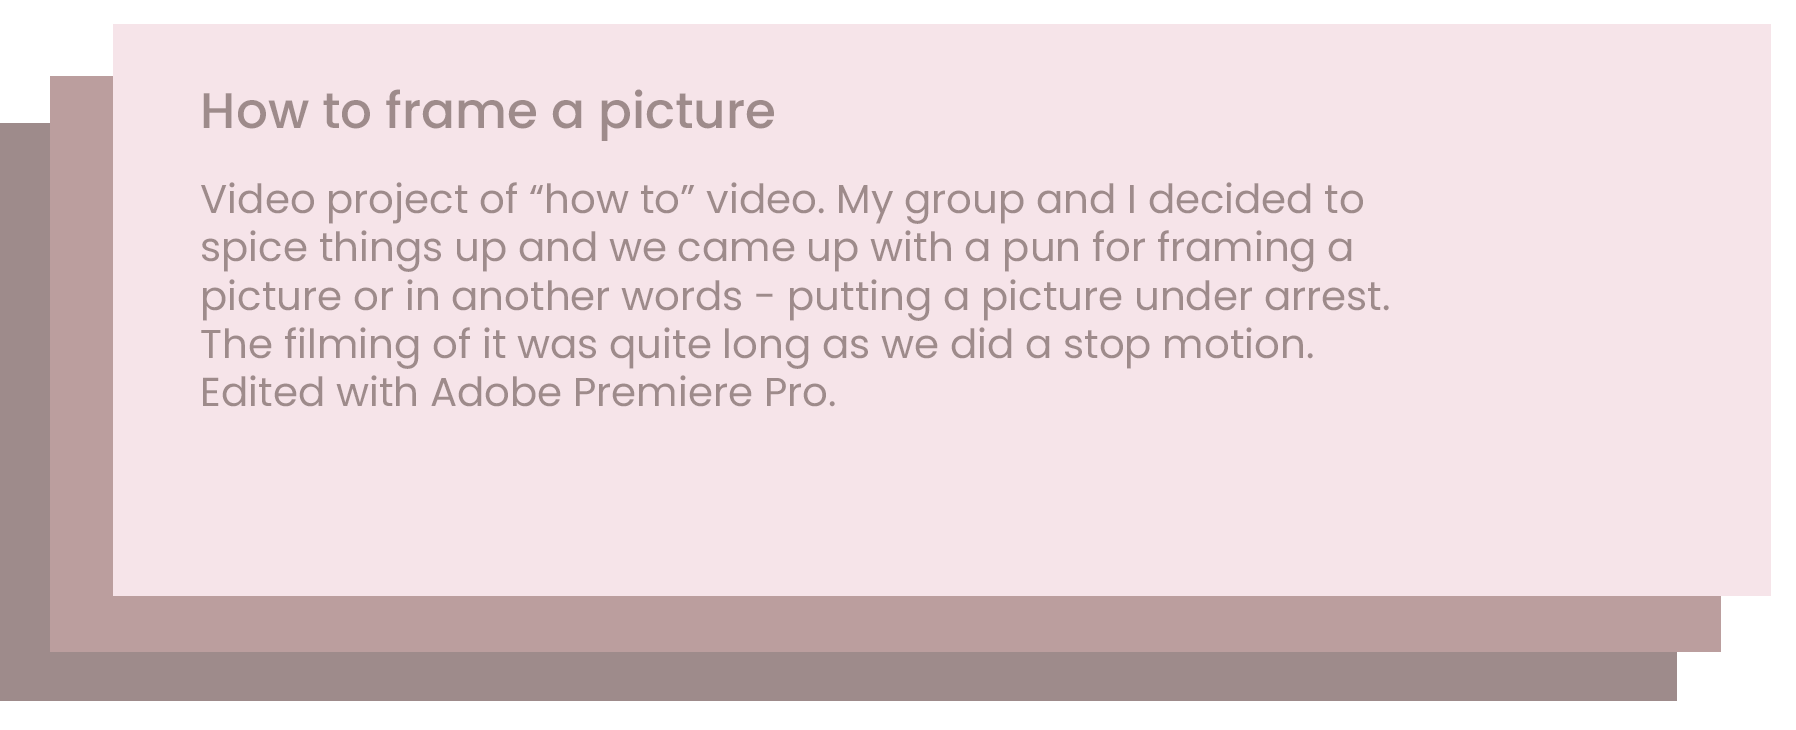 How to frame a picture
Video project of “how to” video. My group and I decided to
spice things up and we came up with a pun for framing a
picture or in another words - putting a picture under arrest.
The filming of it was quite long as we did a stop motion.
Edited with Adobe Premiere Pro.